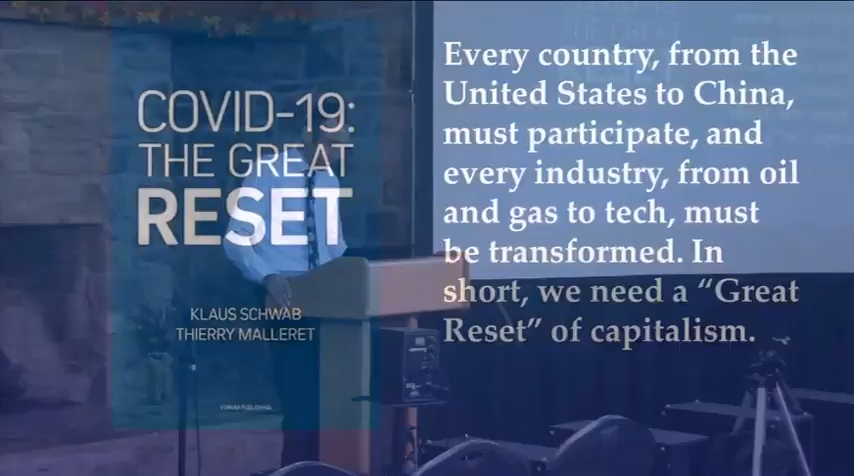 COVID-19:
THE GREAT
RESET
KLAUS SCHWAB
THIERRY MALLERET
FORUM PUBLISHING
Every country, from the
United States to China,
must participate, and
every industry, from oil
and gas to tech, must
be transformed. In
short, we need a “Great
Reset” of capitalism.